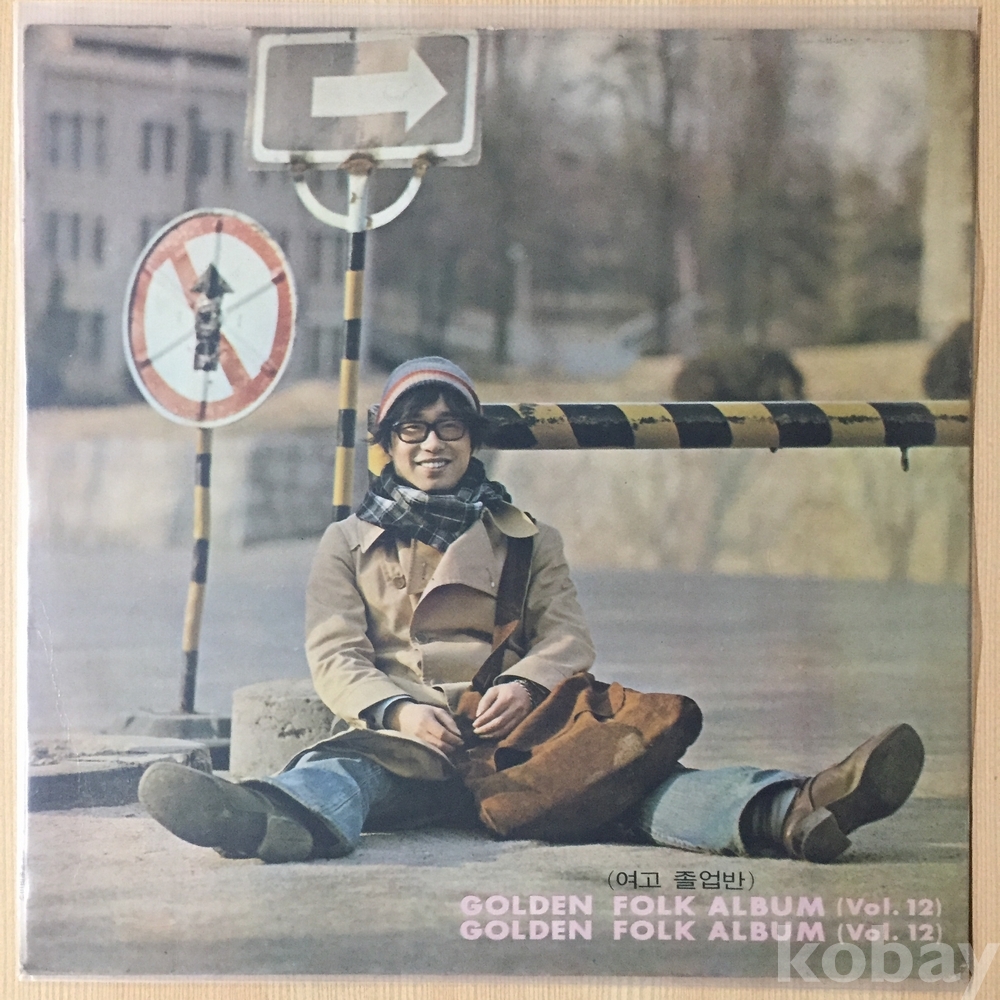 (여고 졸업반)
GOLDEN FOLK ALBUM (Vol. 12)
GOLDEN FOLK ALBUM (Vol. 12)
kobay